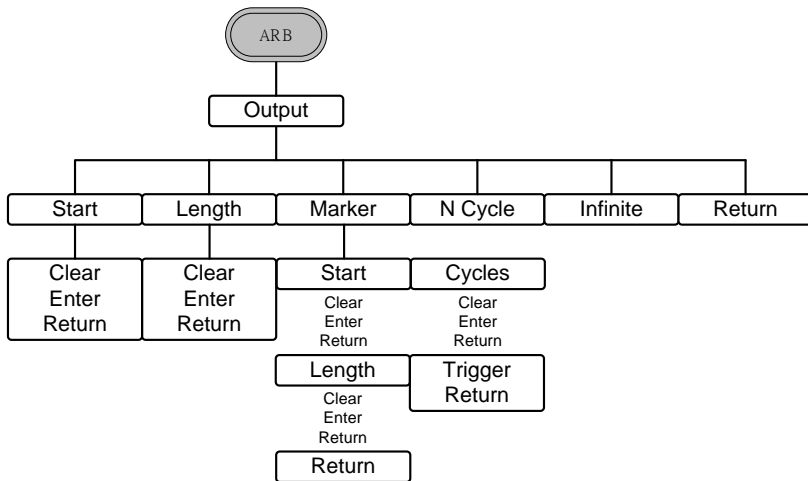 ARB
Output
Start
Length
Marker
N Cycle
Infinite
Return
Clear
Enter
Return
Clear
Enter
Return
Start
Clear
Enter
Return
Length
Clear
Enter
Return
Return
Cycles
Clear
Enter
Return
Trigger
Return